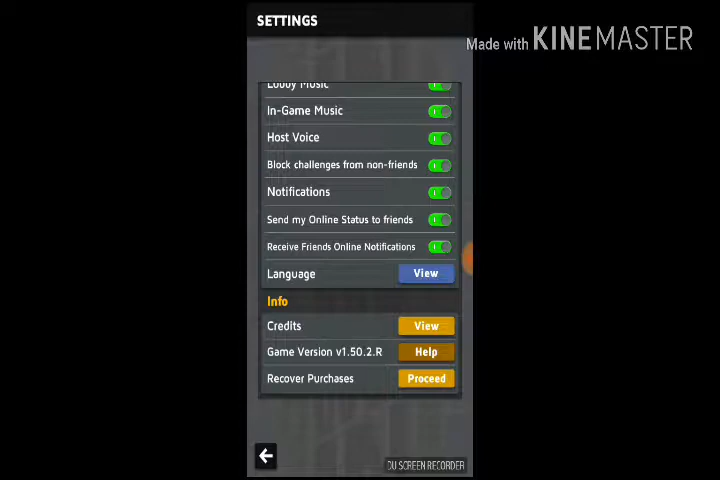 SETTINGS
Made with KINEMASTER
Lobby Music
In-Game Music
Host Voice
Block challenges from non-friends
Notifications
Send my Online Status to friends
Receive Friends Online Notifications
Language View
Info
Credits View
Game Version v1.50.2.R Help
Recover Purchases Proceed
DU SCREEN RECORDER